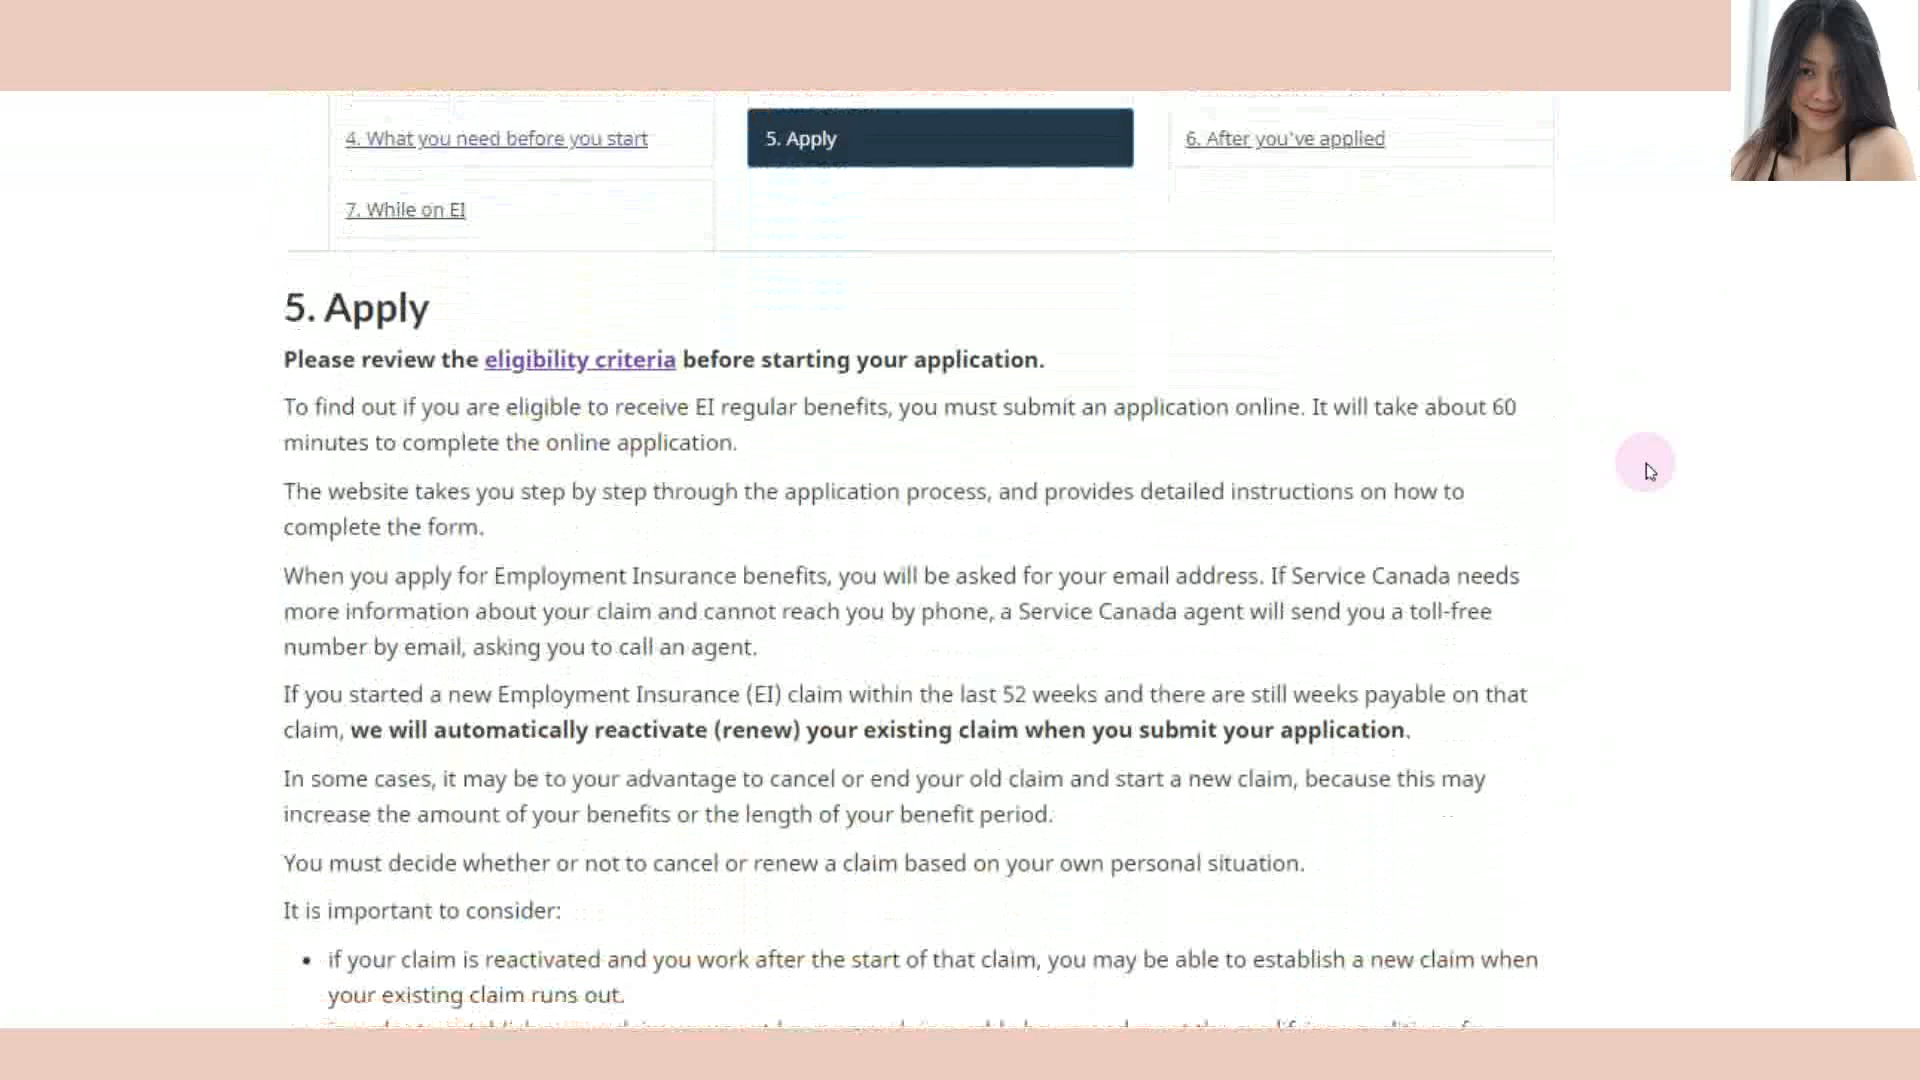 4. What you need before you start
5. Apply
6. After you've applied
7. While on EI
5. Apply
Please review the eligibility criteria before starting your application.
To find out if you are eligible to receive EI regular benefits, you must submit an application online. It will take about 60
minutes to complete the online application.
The website takes you step by step through the application process, and provides detailed instructions on how to
complete the form.
When you apply for Employment Insurance benefits, you will be asked for your email address. If Service Canada needs
more information about your claim and cannot reach you by phone, a Service Canada agent will send you a toll-free
number by email, asking you to call an agent.
If you started a new Employment Insurance (EI) claim within the last 52 weeks and there are still weeks payable on that
claim, we will automatically reactivate (renew) your existing claim when you submit your application.
In some cases, it may be to your advantage to cancel or end your old claim and start a new claim, because this may
increase the amount of your benefits or the length of your benefit period.
You must decide whether or not to cancel or renew a claim based on your own personal situation.
It is important to consider:
• if your claim is reactivated and you work after the start of that claim, you may be able to establish a new claim when
your existing claim runs out.